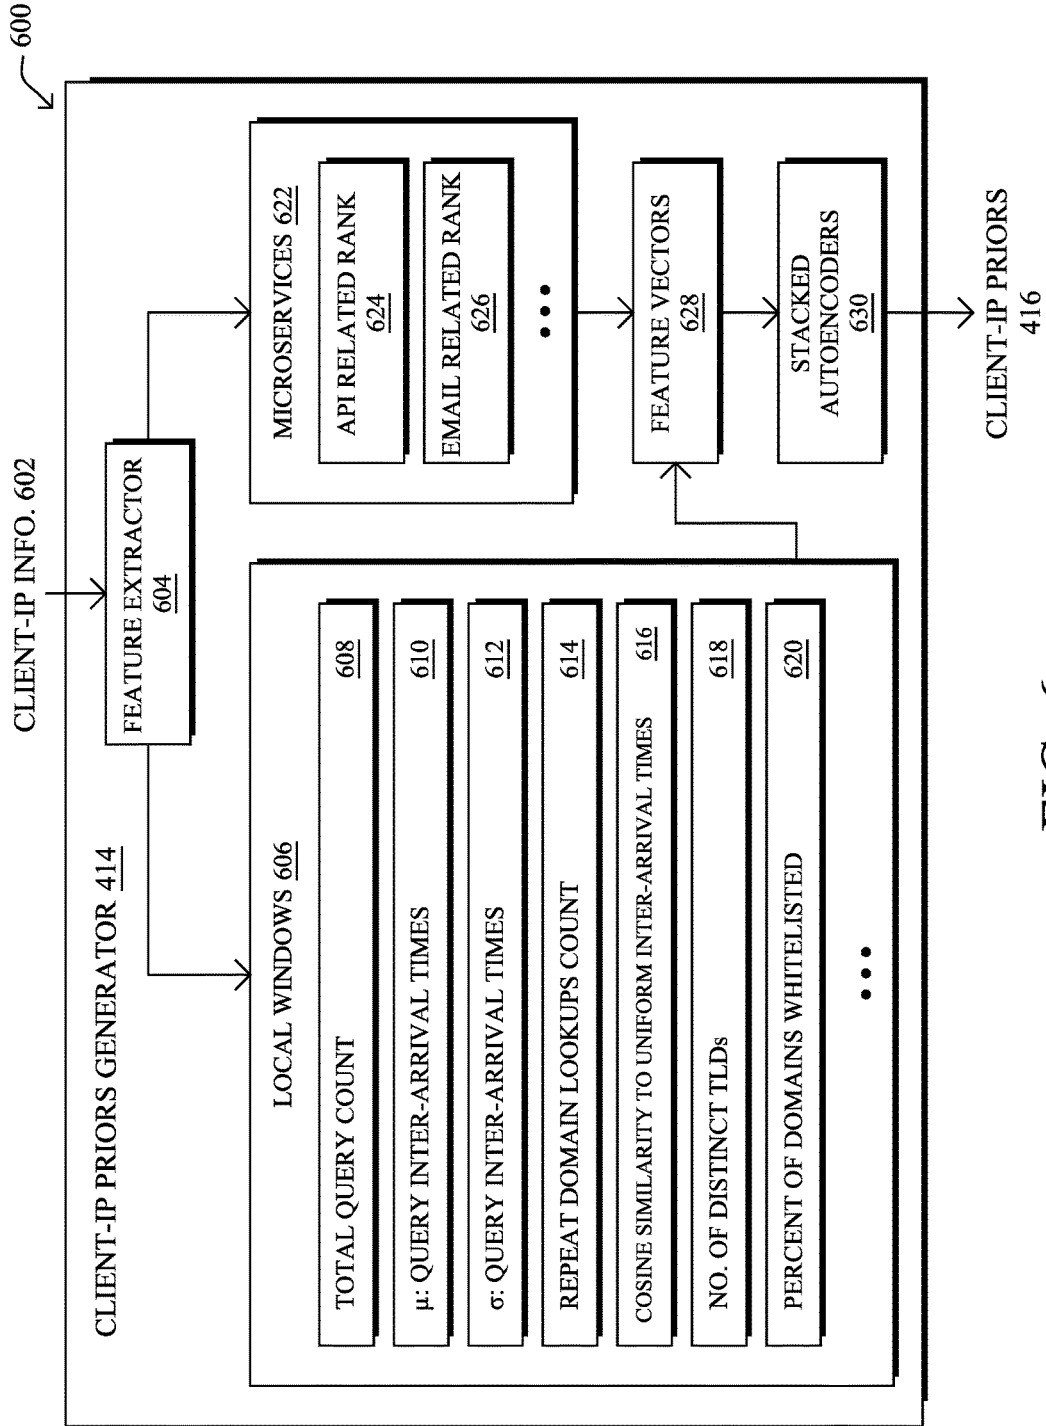 600
CLIENT-IP INFO. 602
CLIENT-IP PRIORS GENERATOR 414
FEATURE EXTRACTOR
604
LOCAL WINDOWS 606
TOTAL QUERY COUNT 608
μ: QUERY INTER-ARRIVAL TIMES 610
σ: QUERY INTER-ARRIVAL TIMES 612
REPEAT DOMAIN LOOKUPS COUNT 614
COSINE SIMILARITY TO UNIFORM INTER-ARRIVAL TIMES 616
NO. OF DISTINCT TLDs 618
PERCENT OF DOMAINS WHITELISTED 620
MICROSERVICES 622
API RELATED RANK
624
EMAIL RELATED RANK
626
FEATURE VECTORS
628
STACKED
AUTOENCODERS
630
CLIENT-IP PRIORS
416